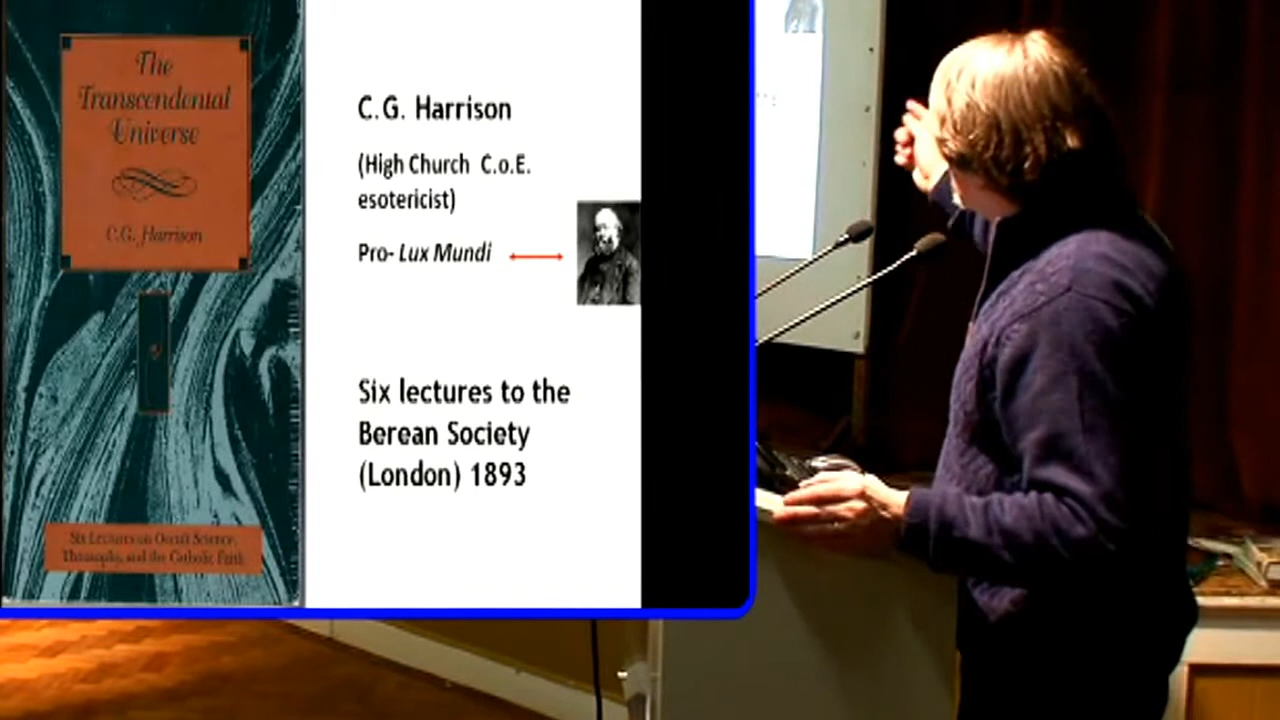 The
Transcendental
Universe
C.G. Harrison
Six Lectures on Occult Science,
Theosophy, and the Catholic Faith
C.G. Harrison
(High Church C.o.E.
esotericist)
Pro- Lux Mundi
Six lectures to the
Berean Society
(London) 1893